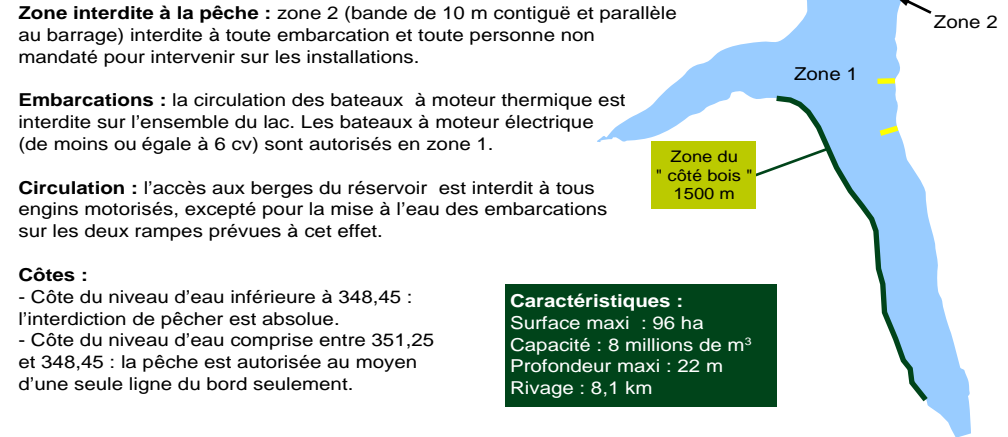 Zone interdite à la pêche : zone 2 (bande de 10 m contiguë et parallèle
au barrage) interdite à toute embarcation et toute personne non
mandaté pour intervenir sur les installations.
Embarcations : la circulation des bateaux à moteur thermique est
interdite sur l'ensemble du lac. Les bateaux à moteur électrique
(de moins ou égale à 6 cv) sont autorisés en zone 1.
Circulation : l'accès aux berges du réservoir est interdit à tous
engins motorisés, excepté pour la mise à l'eau des embarcations
sur les deux rampes prévues à cet effet.
Côtes :
- Côte du niveau d'eau inférieure à 348,45 :
l'interdiction de pêcher est absolue.
- Côte du niveau d'eau comprise entre 351,25
et 348,45 : la pêche est autorisée au moyen
d'une seule ligne du bord seulement.
Zone 2
Zone 1
Zone du
" côté bois "
1500 m
Caractéristiques :
Surface maxi : 96 ha
Capacité : 8 millions de m³
Profondeur maxi : 22 m
Rivage : 8,1 km